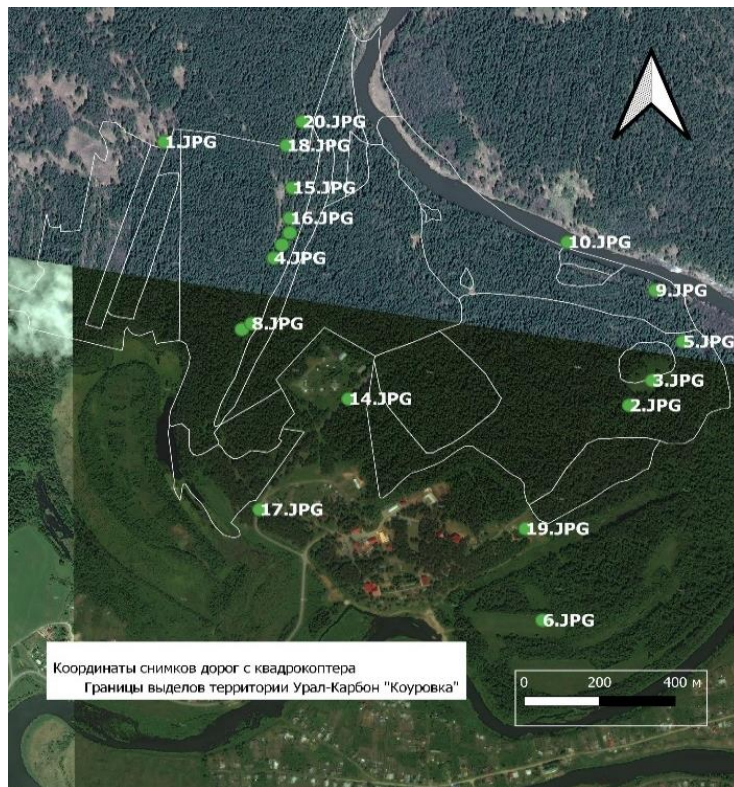 20.JPG
1.JPG
18.JPG
15.JPG
16.JPG
10.JPG
4.JPG
9.JPG
8.JPG
5.JPG
3.JPG
14.JPG
2.JPG
17.JPG
19.JPG
6.JPG
Координаты снимков дорог с квадрокоптера
Границы выделов территории Урал-Карбон "Коуровка"
0 200 400 м